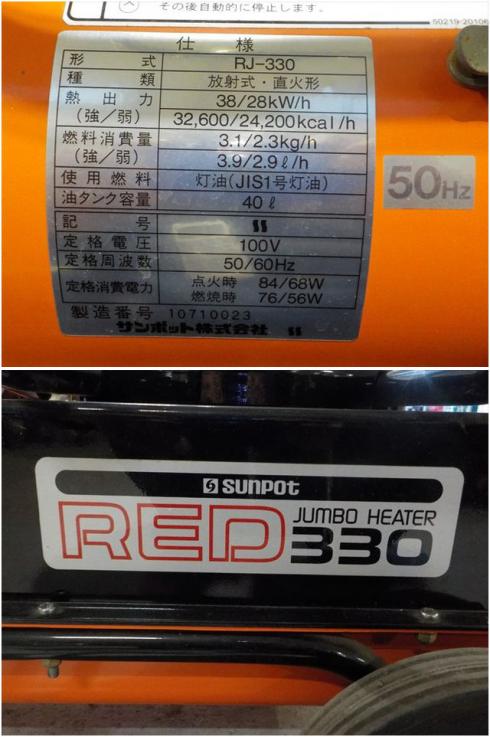 その後自動的に停止します。
50219-20106
仕 様
形 式 RJ-330
種 類 放射式・直火形
熱出力 38/28kW/h
(強／弱) 32,600/24,200kcal/h
燃料消費量 3.1/2.3kg/h
(強／弱) 3.9/2.9ℓ/h
使用燃料 灯油(JIS1号灯油)
油タンク容量 40ℓ
記 号
定格電圧 100V
定格周波数 50/60Hz
定格消費電力 点火時 84/68W
燃焼時 76/56W
製造番号 10710023
サンポット株式会社
50Hz
SUNPOT
RED JUMBO HEATER
330